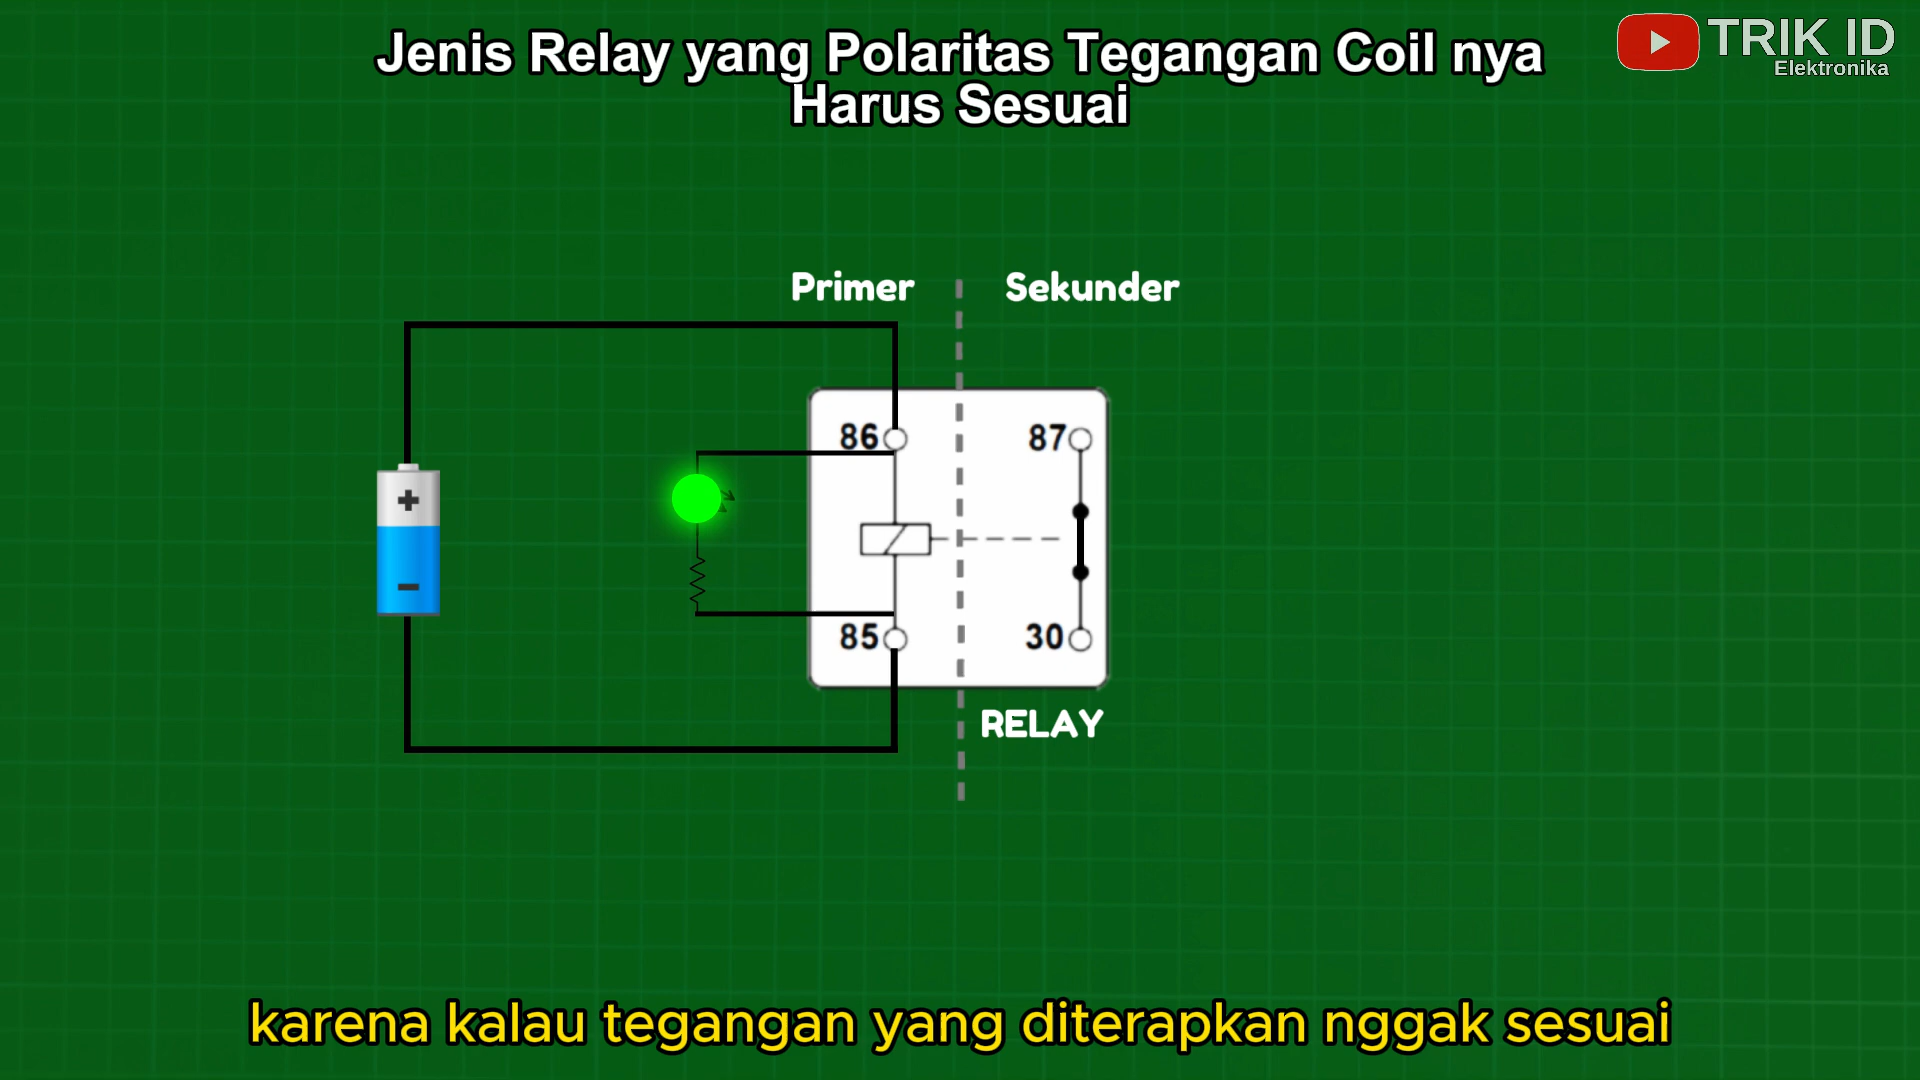 Jenis Relay yang Polaritas Tegangan Coil nya
Harus Sesuai
TRIK ID
Elektronika
Primer
Sekunder
86
87
+
-
85
30
RELAY
karena kalau tegangan yang diterapkan nggak sesuai